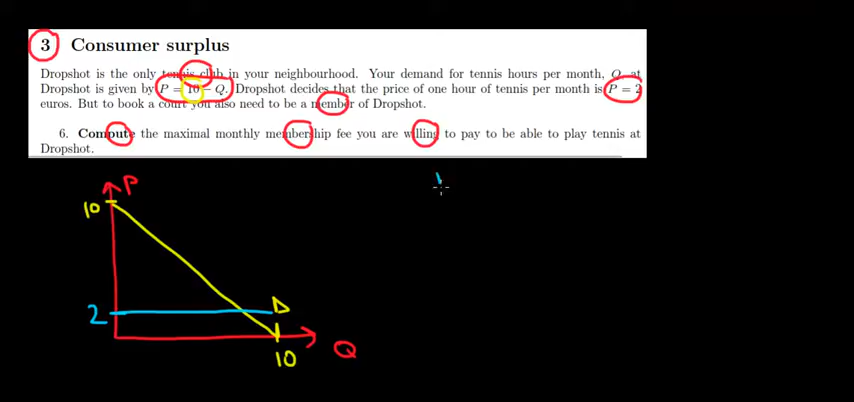 3 Consumer surplus
Dropshot is the only tennis club in your neighbourhood. Your demand for tennis hours per month, Q, at
Dropshot is given by P = 10 − Q. Dropshot decides that the price of one hour of tennis per month is P = 2
euros. But to book a court you also need to be a member of Dropshot.
6. Compute the maximal monthly membership fee you are willing to pay to be able to play tennis at
Dropshot.
P
10
D
2
10
Q